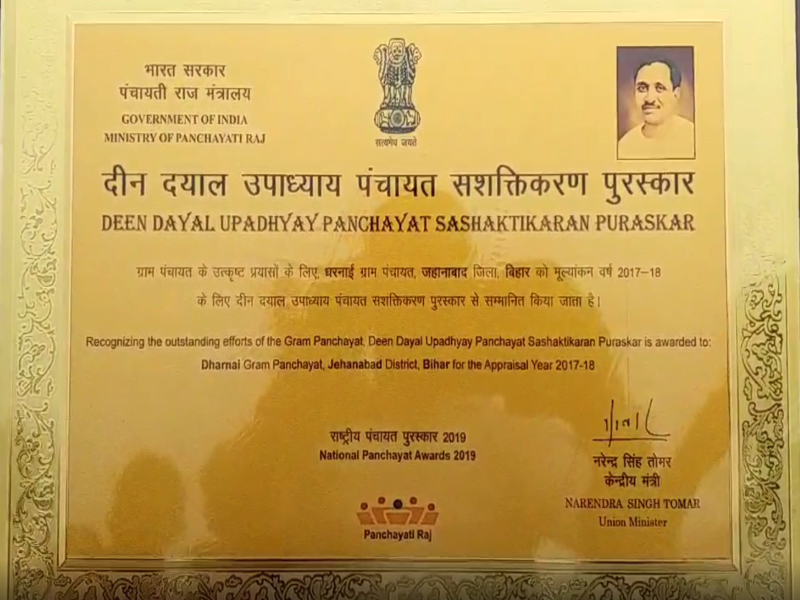 भारत सरकार
पंचायती राज मंत्रालय
GOVERNMENT OF INDIA
MINISTRY OF PANCHAYATI RAJ
सत्यमेव जयते
दीन दयाल उपाध्याय पंचायत सशक्तिकरण पुरस्कार
DEEN DAYAL UPADHYAY PANCHAYAT SASHAKTIKARAN PURASKAR
ग्राम पंचायत के उत्कृष्ट प्रयासों के लिए, धरनाई ग्राम पंचायत, जहानाबाद जिला, बिहार को मूल्यांकन वर्ष 2017–18
के लिए दीन दयाल उपाध्याय पंचायत सशक्तिकरण पुरस्कार से सम्मानित किया जाता है।
Recognizing the outstanding efforts of the Gram Panchayat, Deen Dayal Upadhyay Panchayat Sashaktikaran Puraskar is awarded to:
Dharnai Gram Panchayat, Jehanabad District, Bihar for the Appraisal Year 2017-18
राष्ट्रीय पंचायत पुरस्कार 2019
National Panchayat Awards 2019
Panchayati Raj
नरेन्द्र सिंह तोमर
केन्द्रीय मंत्री
NARENDRA SINGH TOMAR
Union Minister